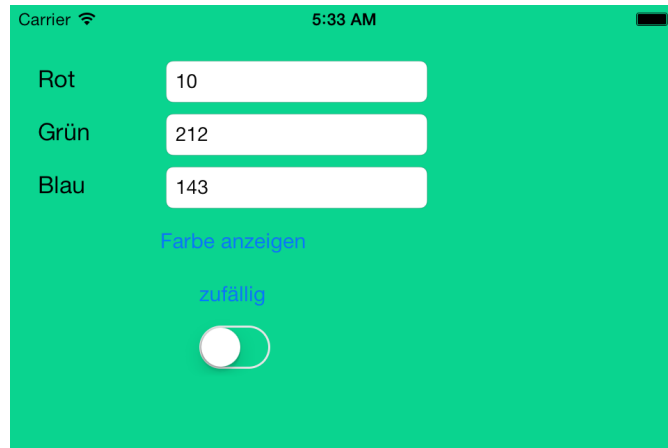 Carrier 5:33 AM
Rot 10
Grün 212
Blau 143
Farbe anzeigen
zufällig